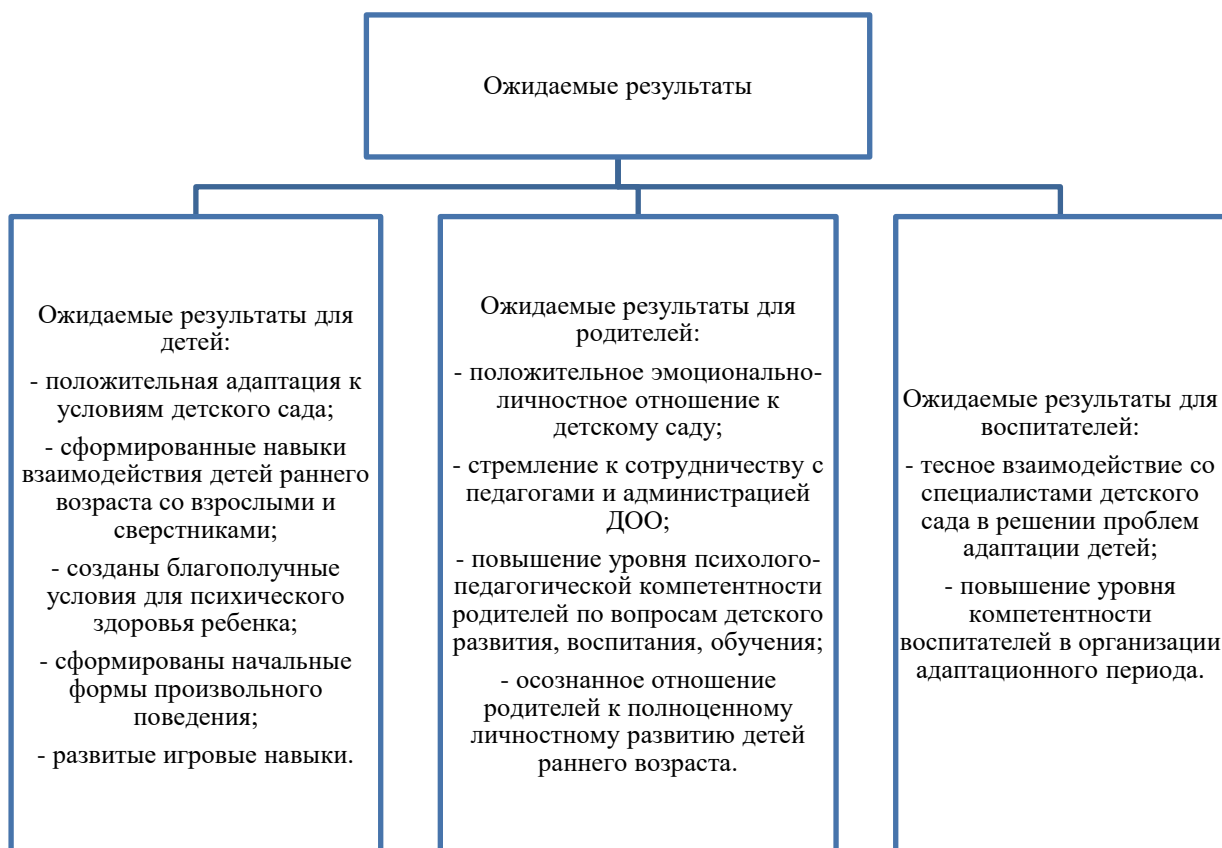 Ожидаемые результаты
Ожидаемые результаты для
детей:
- положительная адаптация к
условиям детского сада;
- сформированные навыки
взаимодействия детей раннего
возраста со взрослыми и
сверстниками;
- созданы благополучные
условия для психического
здоровья ребенка;
- сформированы начальные
формы произвольного
поведения;
- развитые игровые навыки.
Ожидаемые результаты для
родителей:
- положительное эмоционально-
личностное отношение к
детскому саду;
- стремление к сотрудничеству с
педагогами и администрацией
ДОО;
- повышение уровня психолого-
педагогической компетентности
родителей по вопросам детского
развития, воспитания, обучения;
- осознанное отношение
родителей к полноценному
личностному развитию детей
раннего возраста.
Ожидаемые результаты для
воспитателей:
- тесное взаимодействие со
специалистами детского
сада в решении проблем
адаптации детей;
- повышение уровня
компетентности
воспитателей в организации
адаптационного периода.